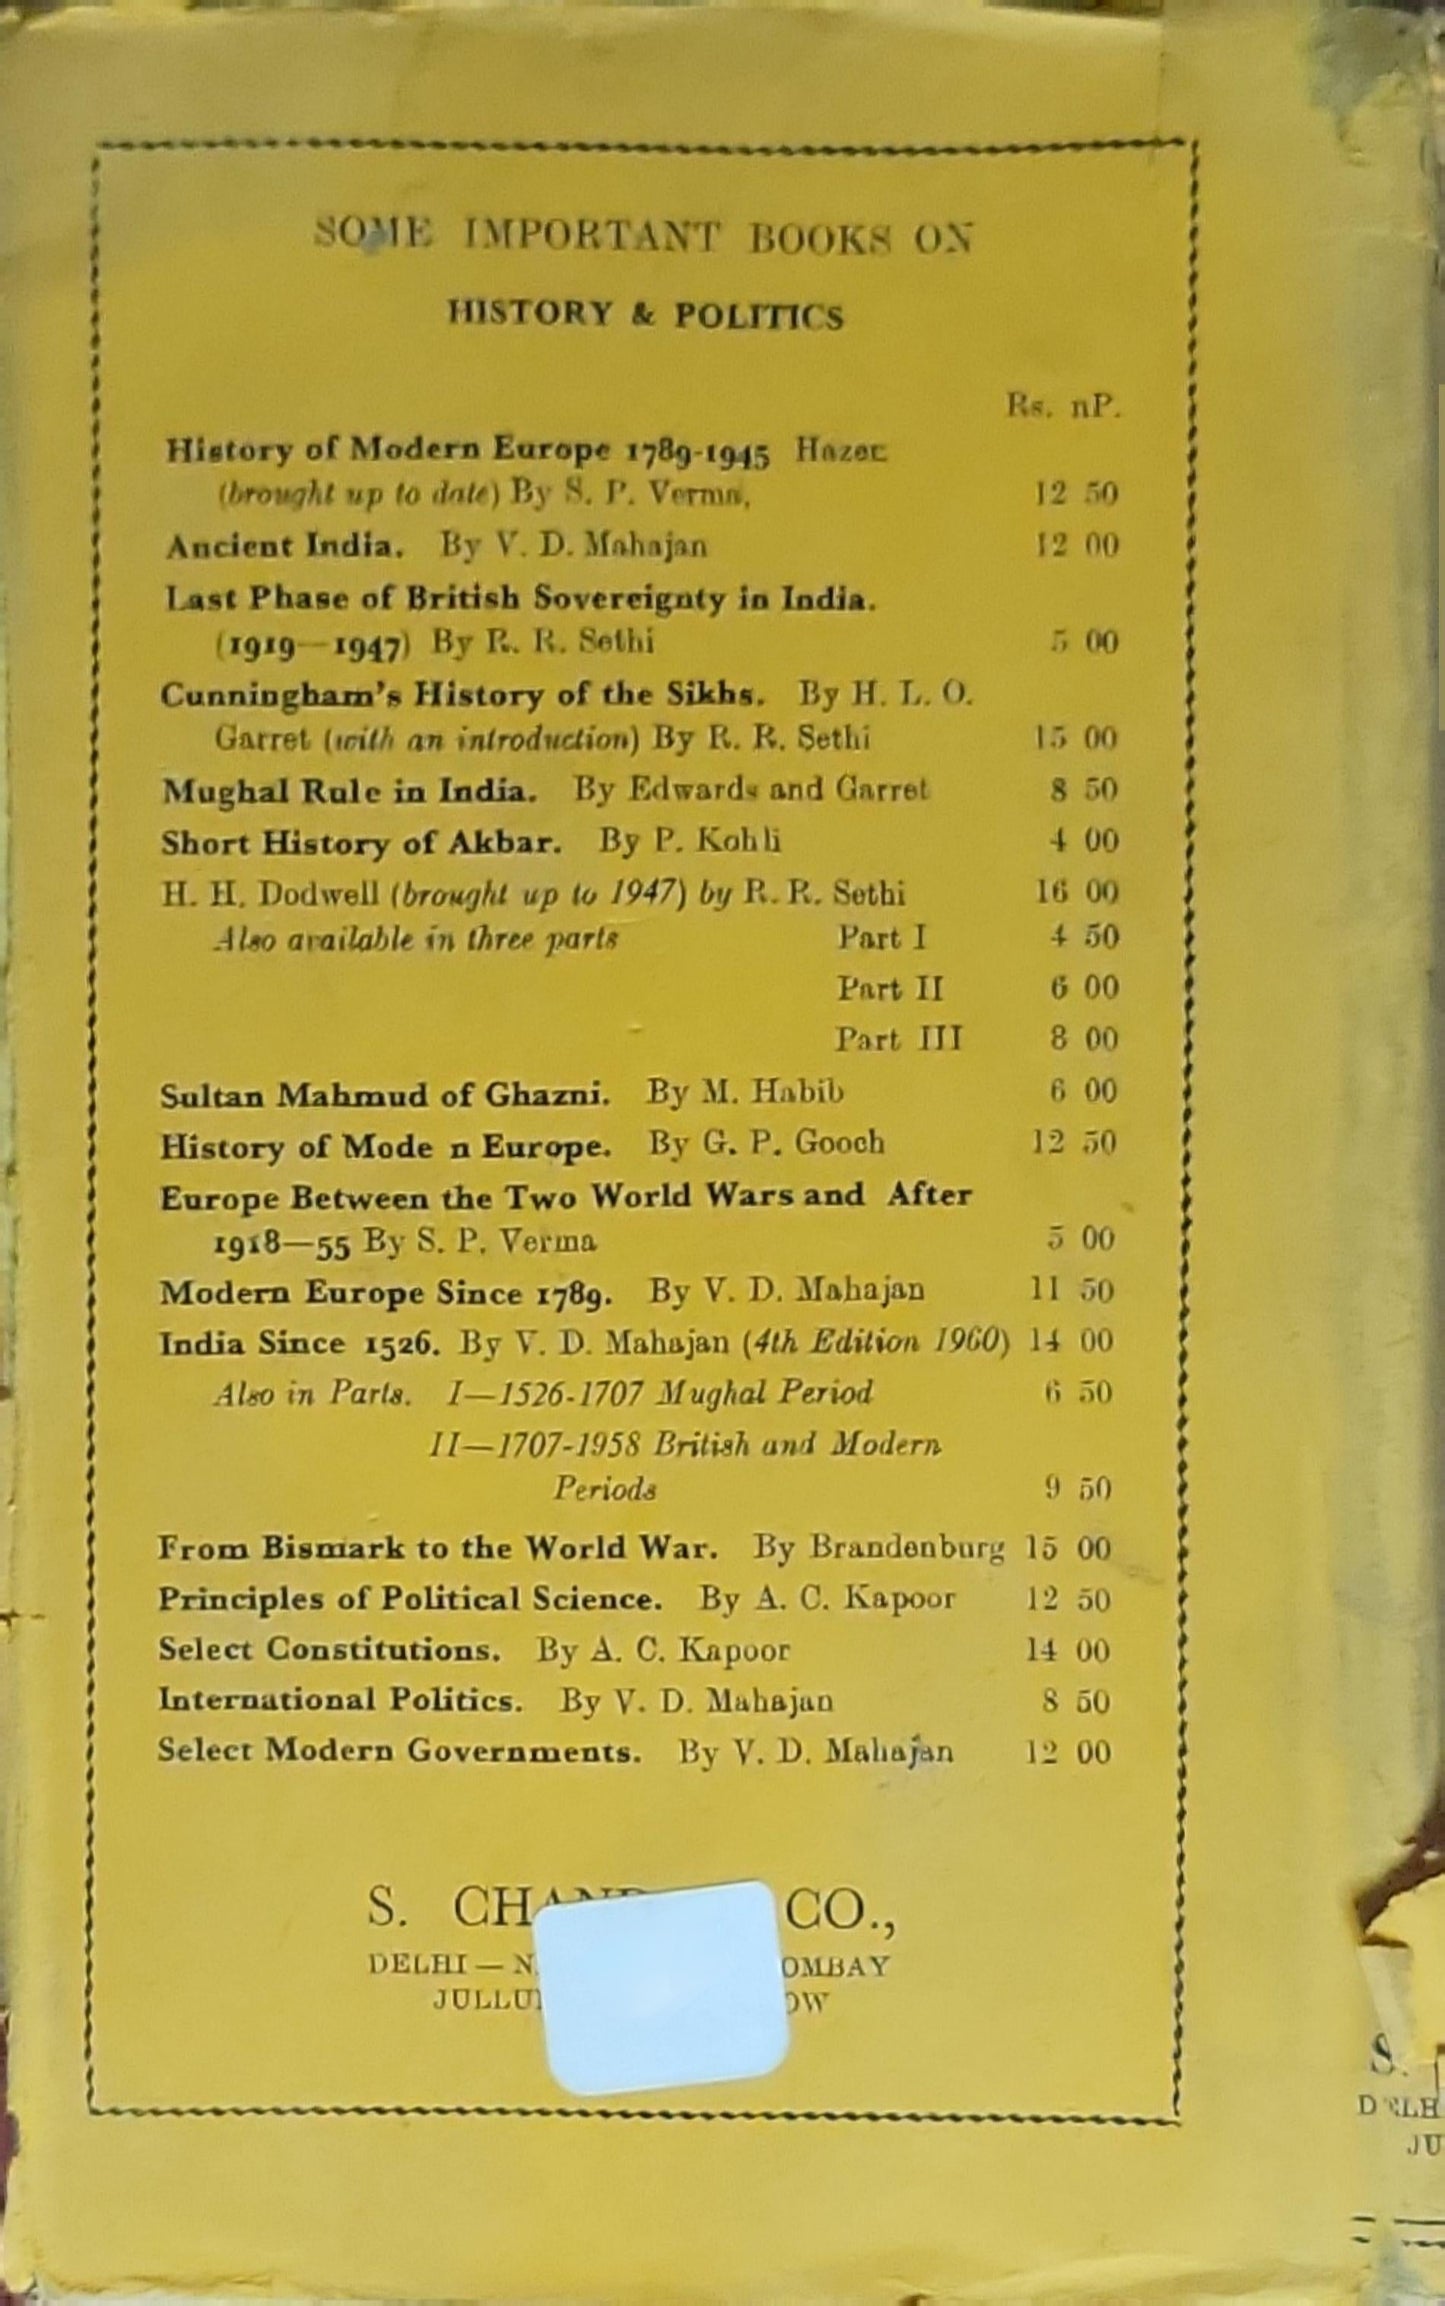 SOME IMPORTANT BOOKS ON
HISTORY & POLITICS
Rs. nP.
History of Modern Europe 1789-1945 Hazen
(brought up to date) By S. P. Verma, 12 50
Ancient India. By V. D. Mahajan 12 00
Last Phase of British Sovereignty in India.
(1919—1947) By R. R. Sethi 5 00
Cunningham's History of the Sikhs. By H. L. O.
Garret (with an introduction) By R. R. Sethi 15 00
Mughal Rule in India. By Edwards and Garret 8 50
Short History of Akbar. By P. Kohli 4 00
H. H. Dodwell (brought up to 1947) by R. R. Sethi 16 00
Also available in three parts Part I 4 50
Part II 6 00
Part III 8 00
Sultan Mahmud of Ghazni. By M. Habib 6 00
History of Mode n Europe. By G. P. Gooch 12 50
Europe Between the Two World Wars and After
1918—55 By S. P. Verma 5 00
Modern Europe Since 1789. By V. D. Mahajan 11 50
India Since 1526. By V. D. Mahajan (4th Edition 1960) 14 00
Also in Parts. I—1526-1707 Mughal Period 6 50
II—1707-1958 British and Modern
Periods 9 50
From Bismark to the World War. By Brandenburg 15 00
Principles of Political Science. By A. C. Kapoor 12 50
Select Constitutions. By A. C. Kapoor 14 00
International Politics. By V. D. Mahajan 8 50
Select Modern Governments. By V. D. Mahajan 12 00
S. CO.,
DELHI —
S.
JU